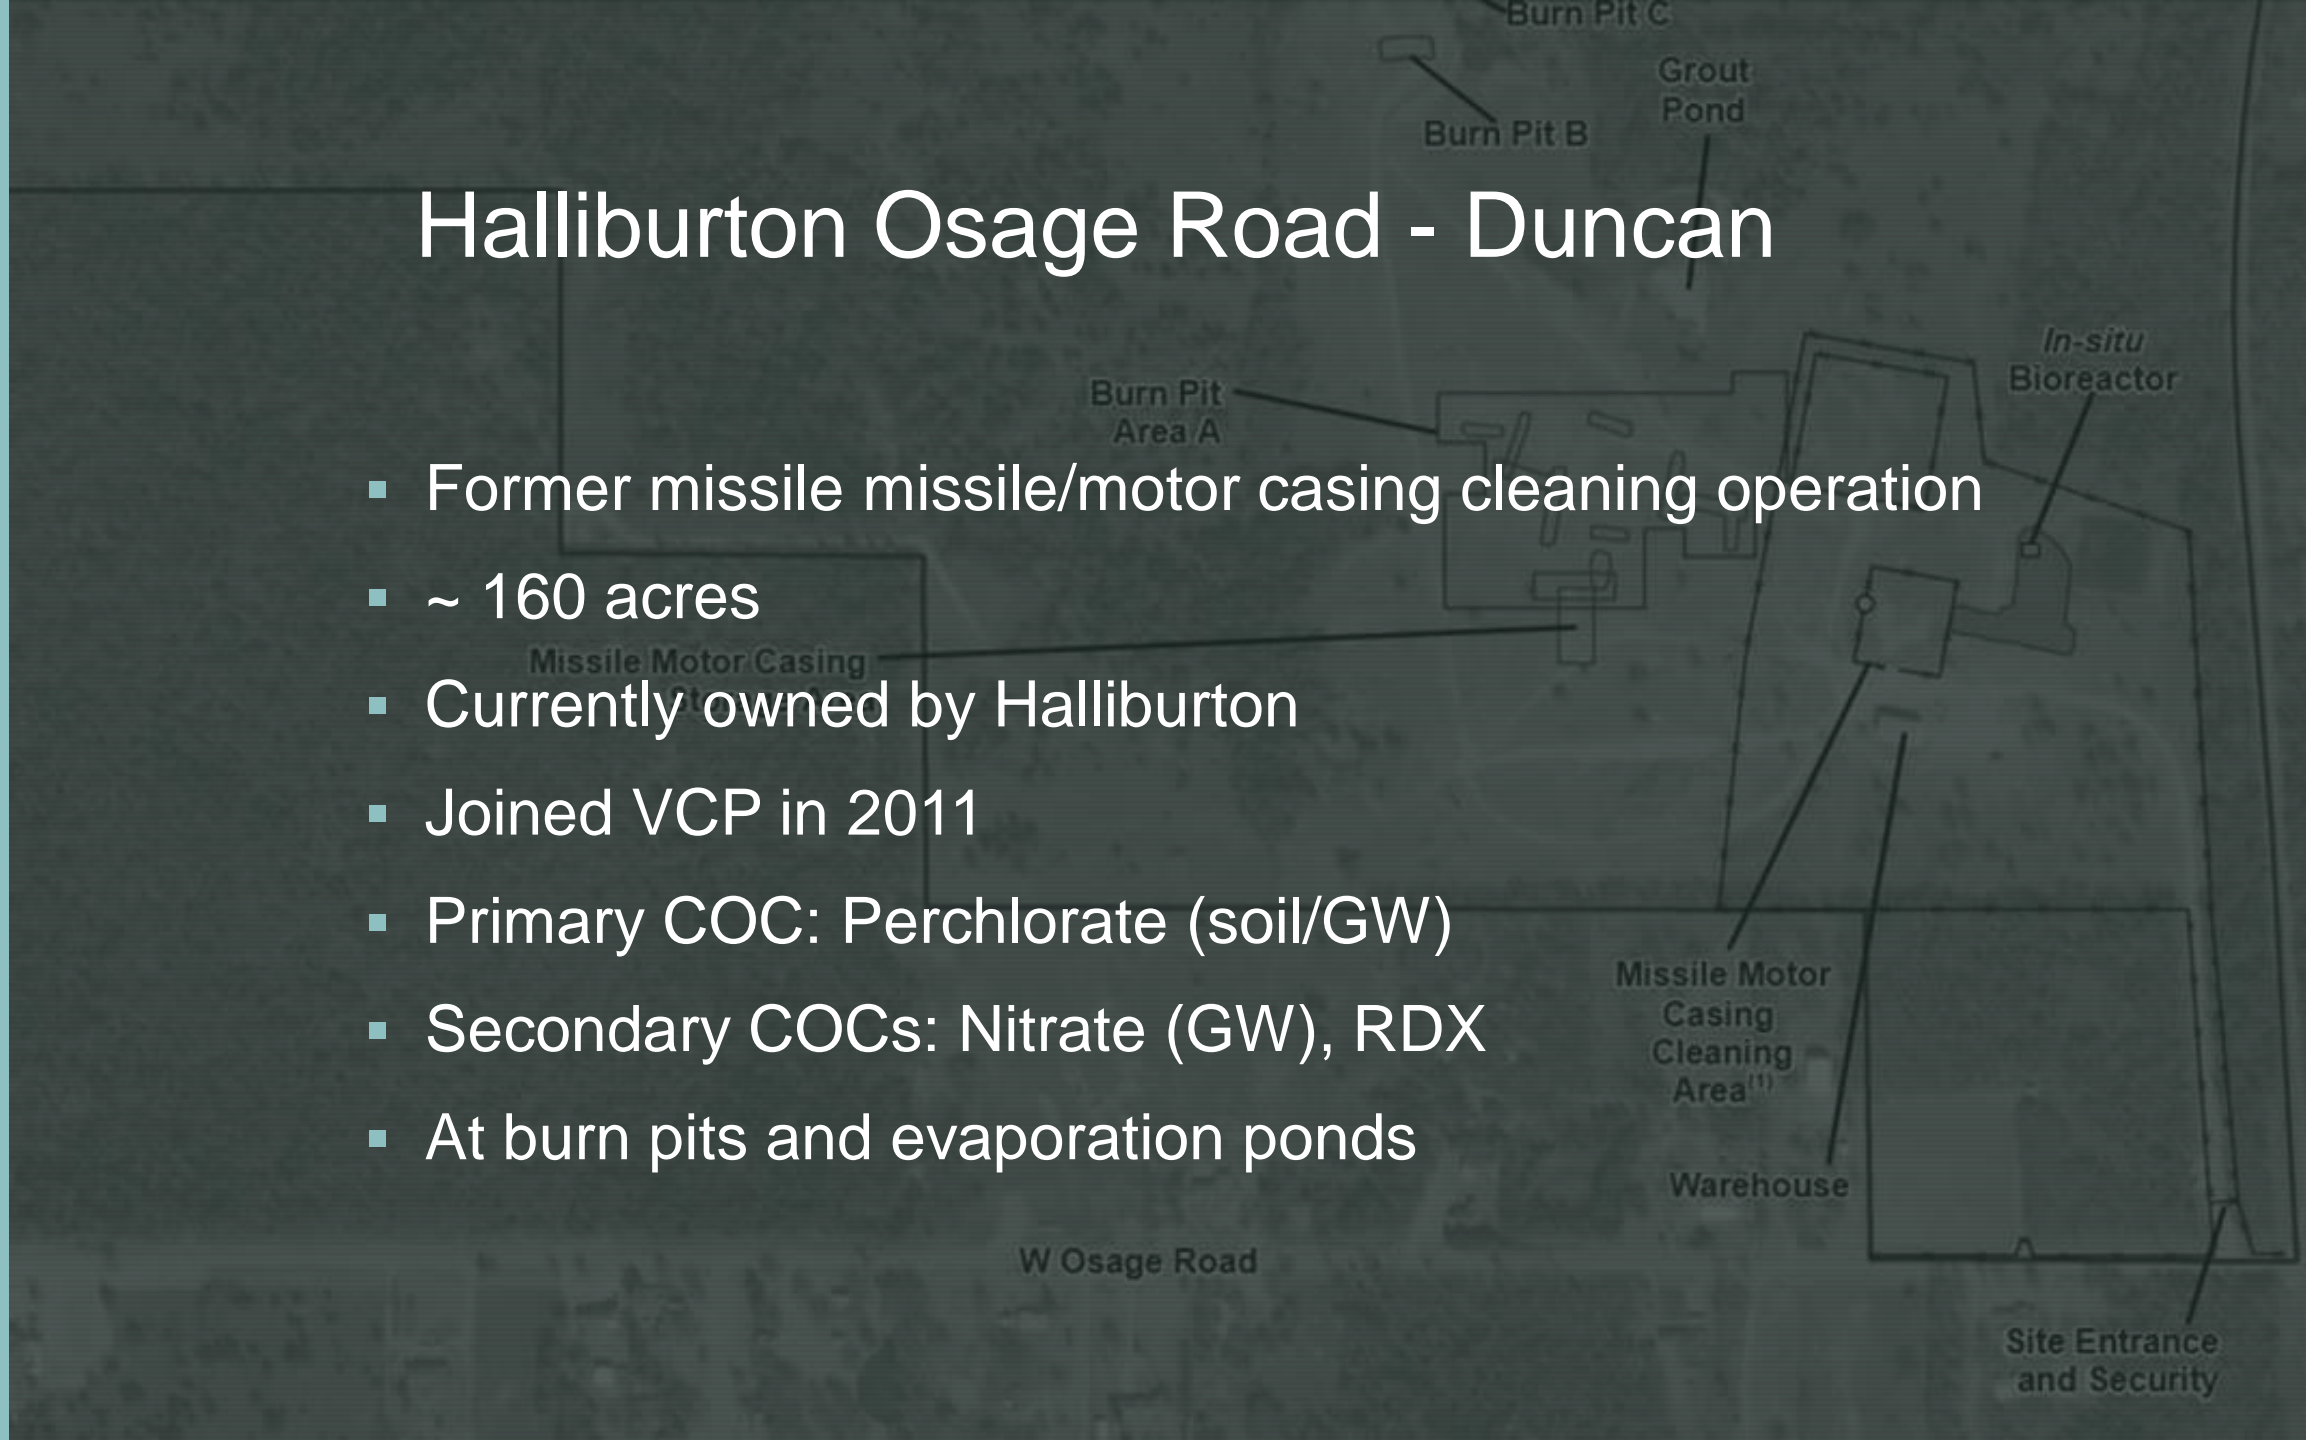 Burn Pit C
Grout
Pond
Burn Pit B
Halliburton Osage Road - Duncan
In-situ
Bioreactor
Burn Pit
Area A
▪ Former missile missile/motor casing cleaning operation
▪ ~ 160 acres
Missile Motor Casing
Storage Area
▪ Currently owned by Halliburton
▪ Joined VCP in 2011
▪ Primary COC: Perchlorate (soil/GW)
▪ Secondary COCs: Nitrate (GW), RDX
▪ At burn pits and evaporation ponds
Missile Motor
Casing
Cleaning
Area(1)
Warehouse
W Osage Road
Site Entrance
and Security